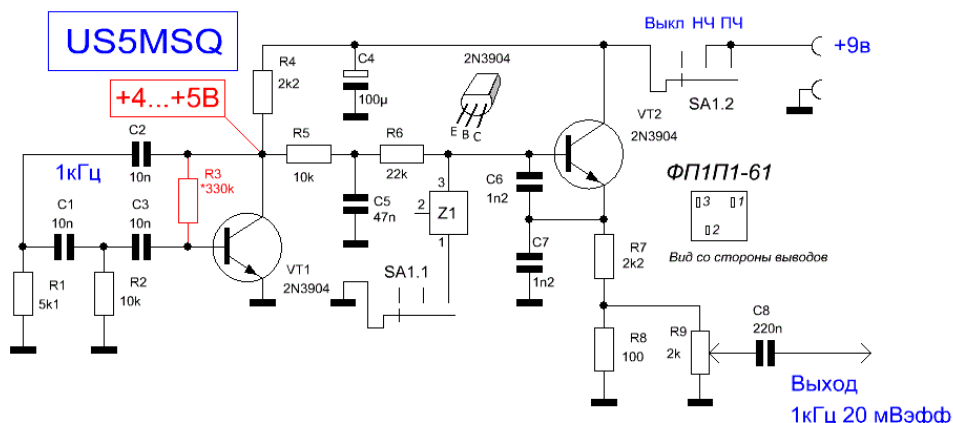 US5MSQ
Выкл НЧ ПЧ
+9в
SA1.2
+4...+5В
R4
2k2
C4
100µ
2N3904
E B C
VT2
2N3904
C2
10n
1кГц
R3
*330k
R5
10k
R6
22k
C1
10n
C3
10n
C5
47n
3
2
Z1
1
C6
1n2
C7
1n2
R7
2k2
ФП1П1-61
3
1
2
Вид со стороны выводов
R1
5k1
R2
10k
VT1
2N3904
SA1.1
R8
100
R9
2k
C8
220n
Выход
1кГц 20 мВэфф